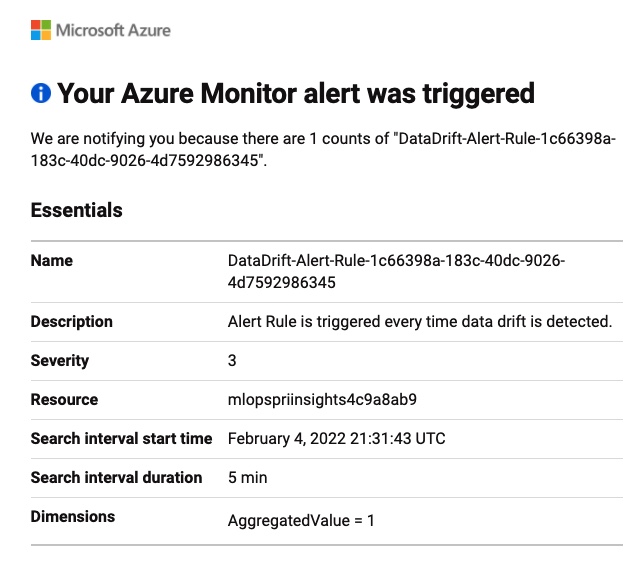 Microsoft Azure
Your Azure Monitor alert was triggered
We are notifying you because there are 1 counts of "DataDrift-Alert-Rule-1c66398a-
183c-40dc-9026-4d7592986345".
Essentials
Name DataDrift-Alert-Rule-1c66398a-183c-40dc-9026-
4d7592986345
Description Alert Rule is triggered every time data drift is detected.
Severity 3
Resource mlopspriinsights4c9a8ab9
Search interval start time February 4, 2022 21:31:43 UTC
Search interval duration 5 min
Dimensions AggregatedValue = 1